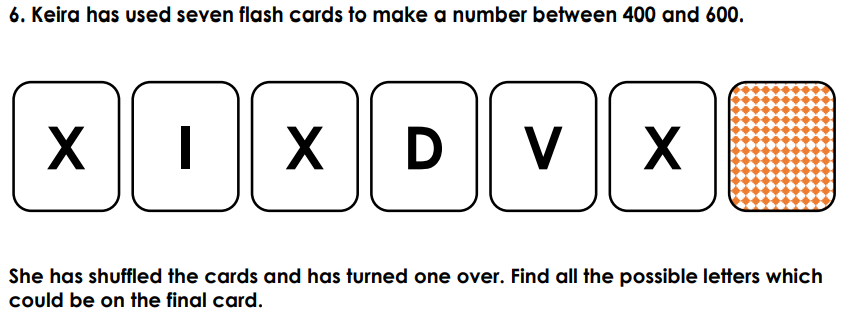 6. Keira has used seven flash cards to make a number between 400 and 600.
X I X D V X
She has shuffled the cards and has turned one over. Find all the possible letters which
could be on the final card.